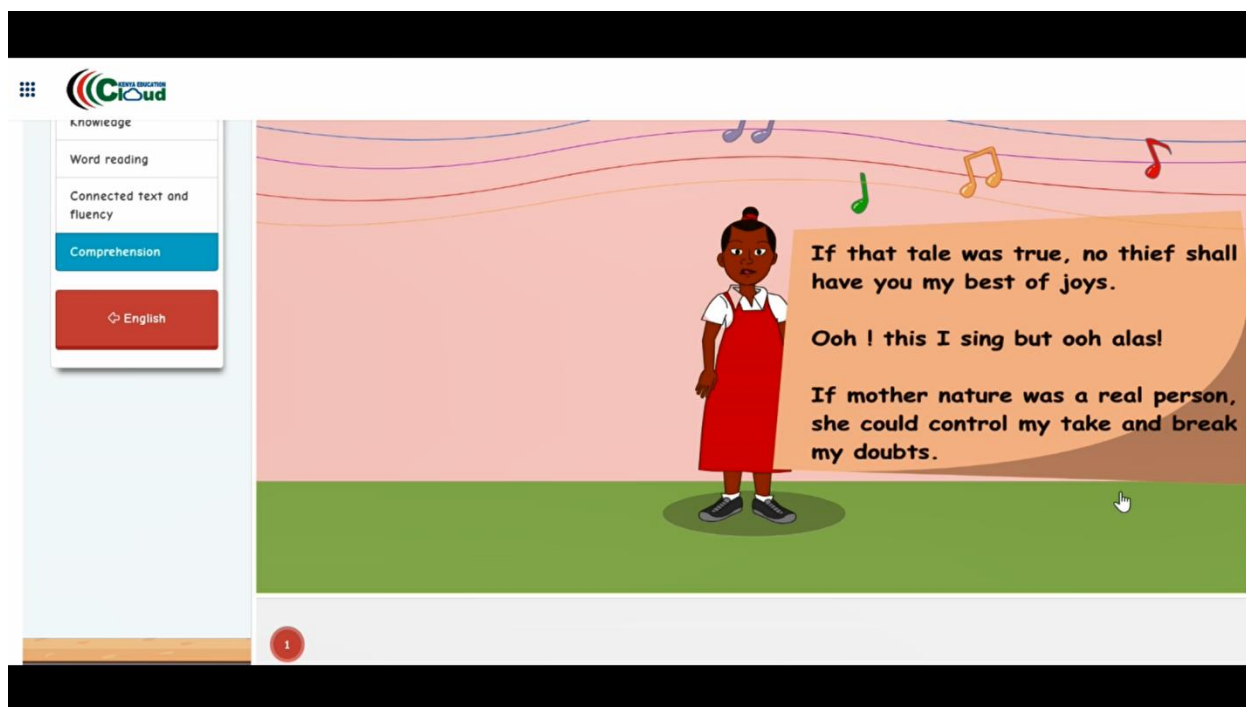 KENYA EDUCATION
Cloud
Knowledge
Word reading
Connected text and
fluency
Comprehension
English
If that tale was true, no thief shall
have you my best of joys.
Ooh ! this I sing but ooh alas!
If mother nature was a real person,
she could control my take and break
my doubts.
1